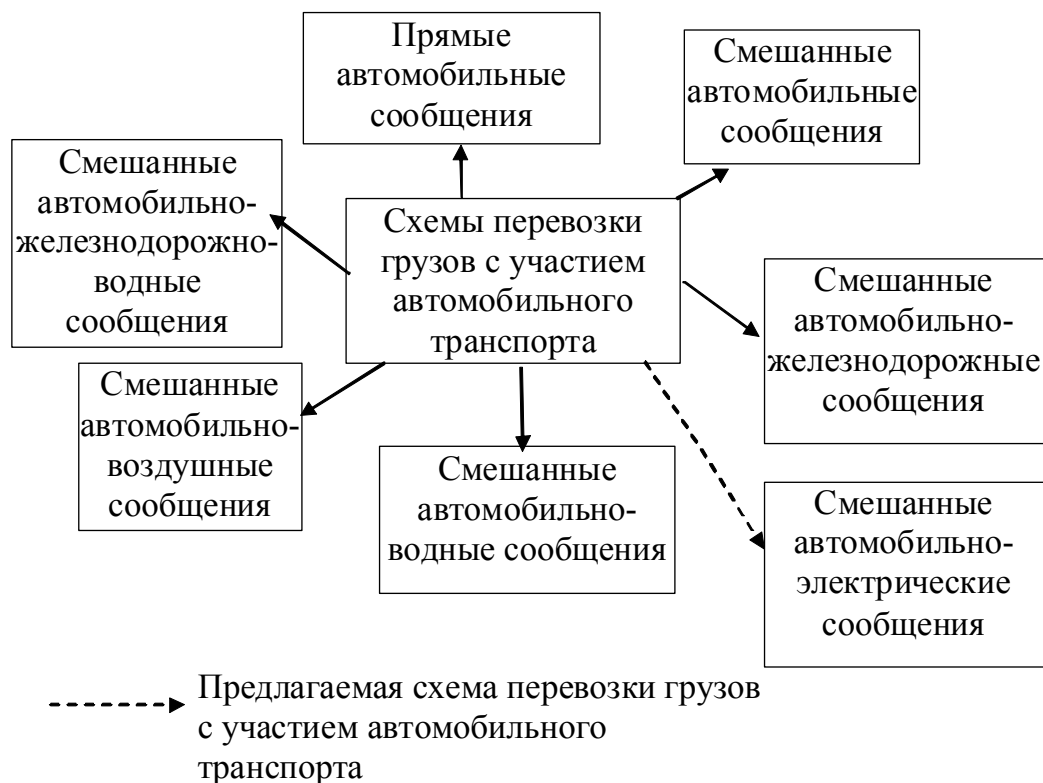 Прямые
автомобильные
сообщения
Смешанные
автомобильные
сообщения
Смешанные
автомобильно-
железнодорожно-
водные
сообщения
Схемы перевозки
грузов с участием
автомобильного
транспорта
Смешанные
автомобильно-
железнодорожные
сообщения
Смешанные
автомобильно-
воздушные
сообщения
Смешанные
автомобильно-
водные сообщения
Смешанные
автомобильно-
электрические
сообщения
Предлагаемая схема перевозки грузов
с участием автомобильного
транспорта